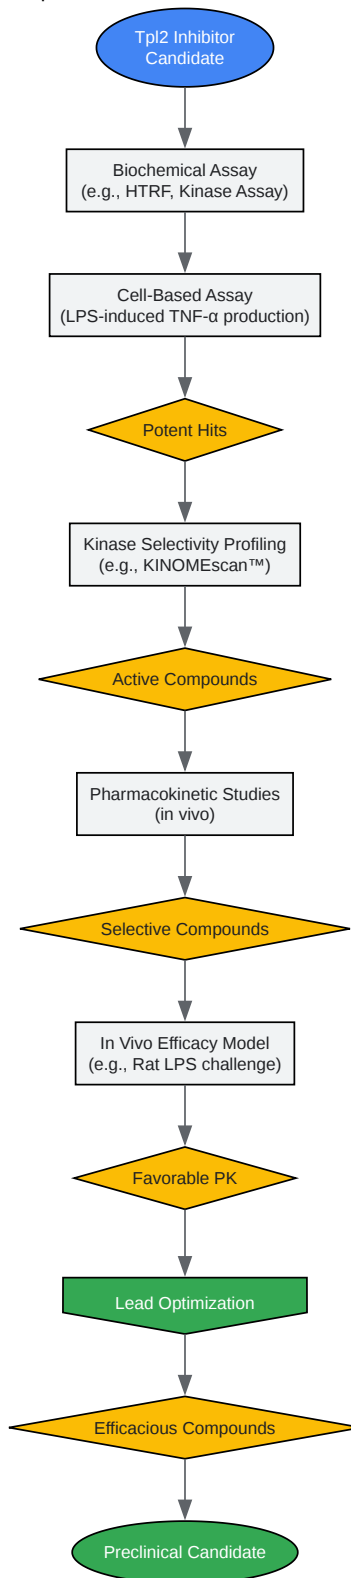 Tpl2 Inhibitor
Candidate
Biochemical Assay
(e.g., HTRF, Kinase Assay)
Cell-Based Assay
(LPS-induced TNF-α production)
Potent Hits
Kinase Selectivity Profiling
(e.g., KINOMEscan™)
Active Compounds
Pharmacokinetic Studies
(in vivo)
Selective Compounds
In Vivo Efficacy Model
(e.g., Rat LPS challenge)
Favorable PK
Lead Optimization
Efficacious Compounds
Preclinical Candidate